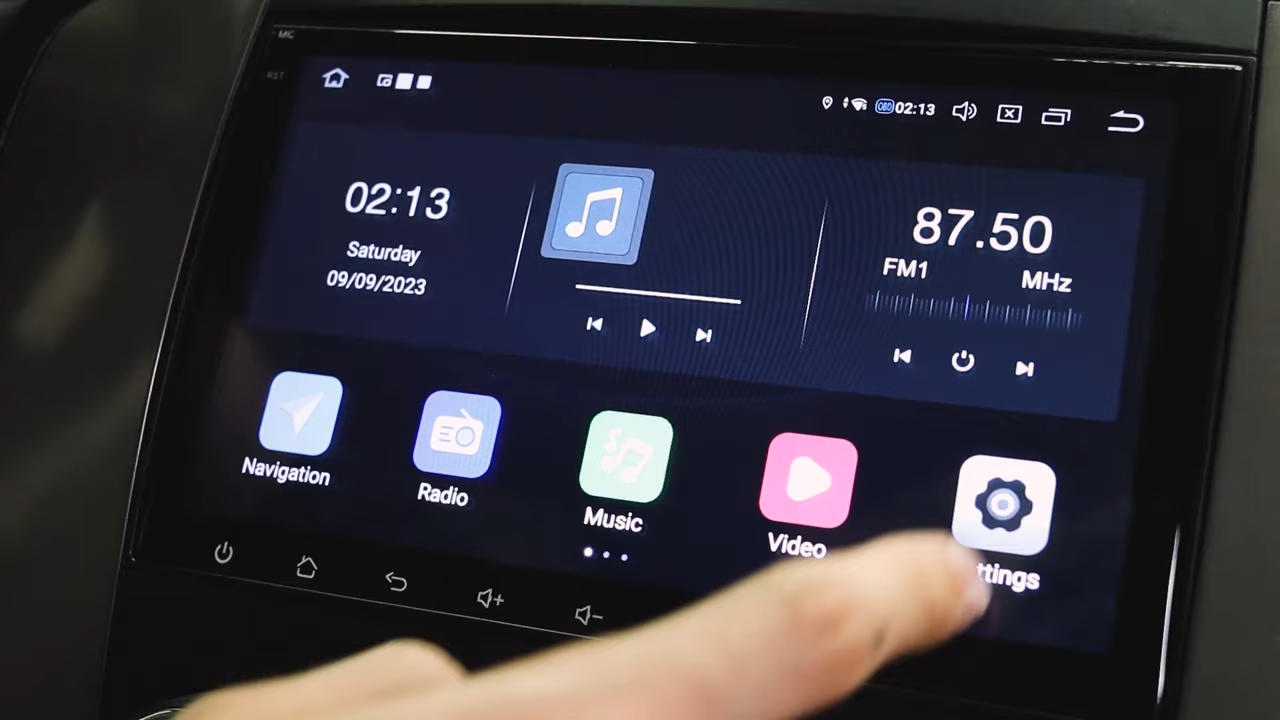 MIC
RST
OBD 02:13
02:13
Saturday
09/09/2023
87.50
FM1 MHz
Navigation
Radio
Music
Video
ttings